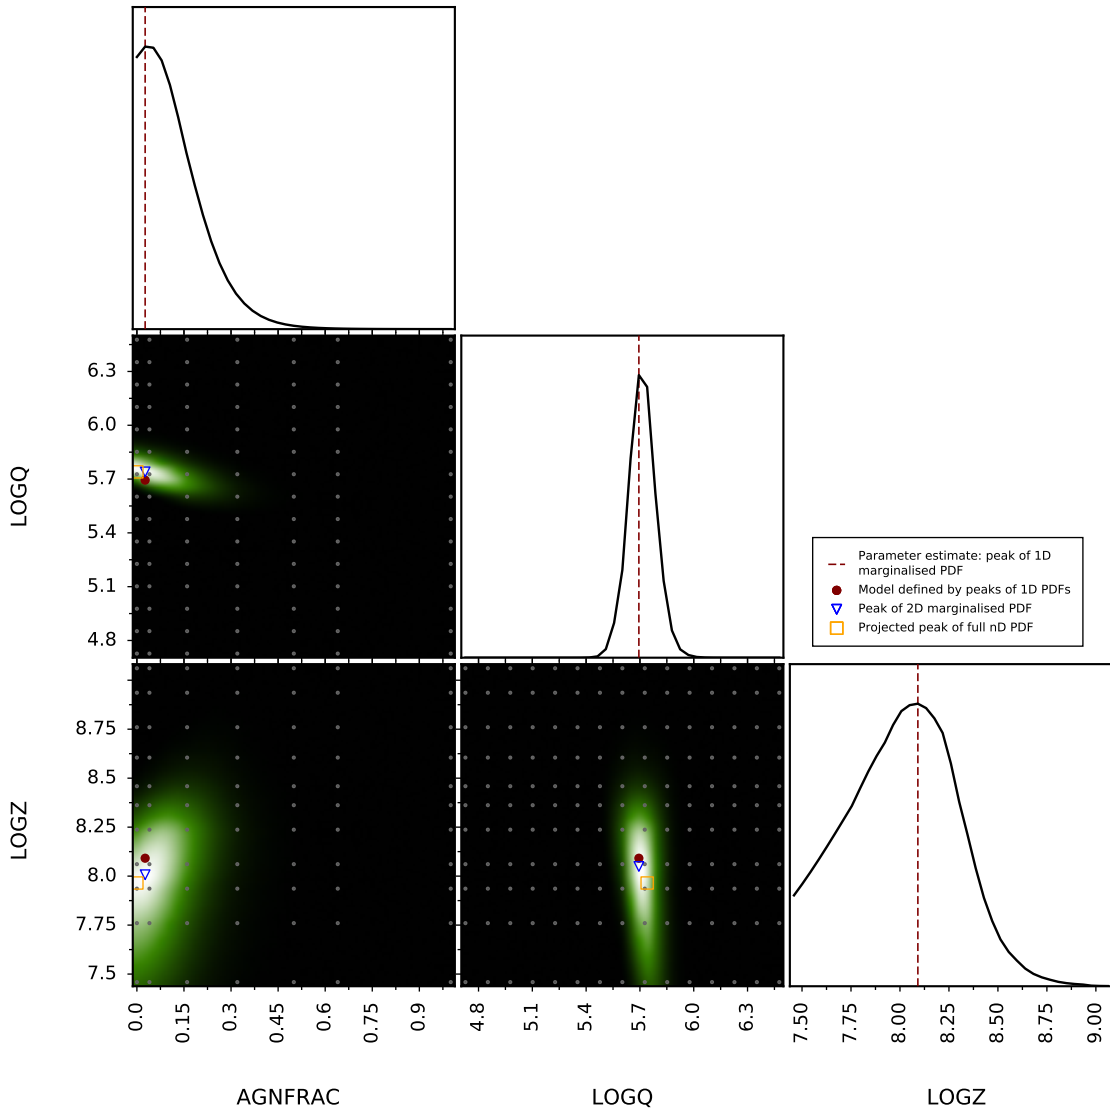 6.3
6.0
5.7
5.4
5.1
4.8
LOGQ
Parameter estimate: peak of 1D
marginalised PDF
Model defined by peaks of 1D PDFs
Peak of 2D marginalised PDF
Projected peak of full nD PDF
8.75
8.5
8.25
8.0
7.75
7.5
LOGZ
0.0 0.15 0.3 0.45 0.6 0.75 0.9
4.8 5.1 5.4 5.7 6.0 6.3
7.50 7.75 8.00 8.25 8.50 8.75 9.00
AGNFRAC LOGQ LOGZ